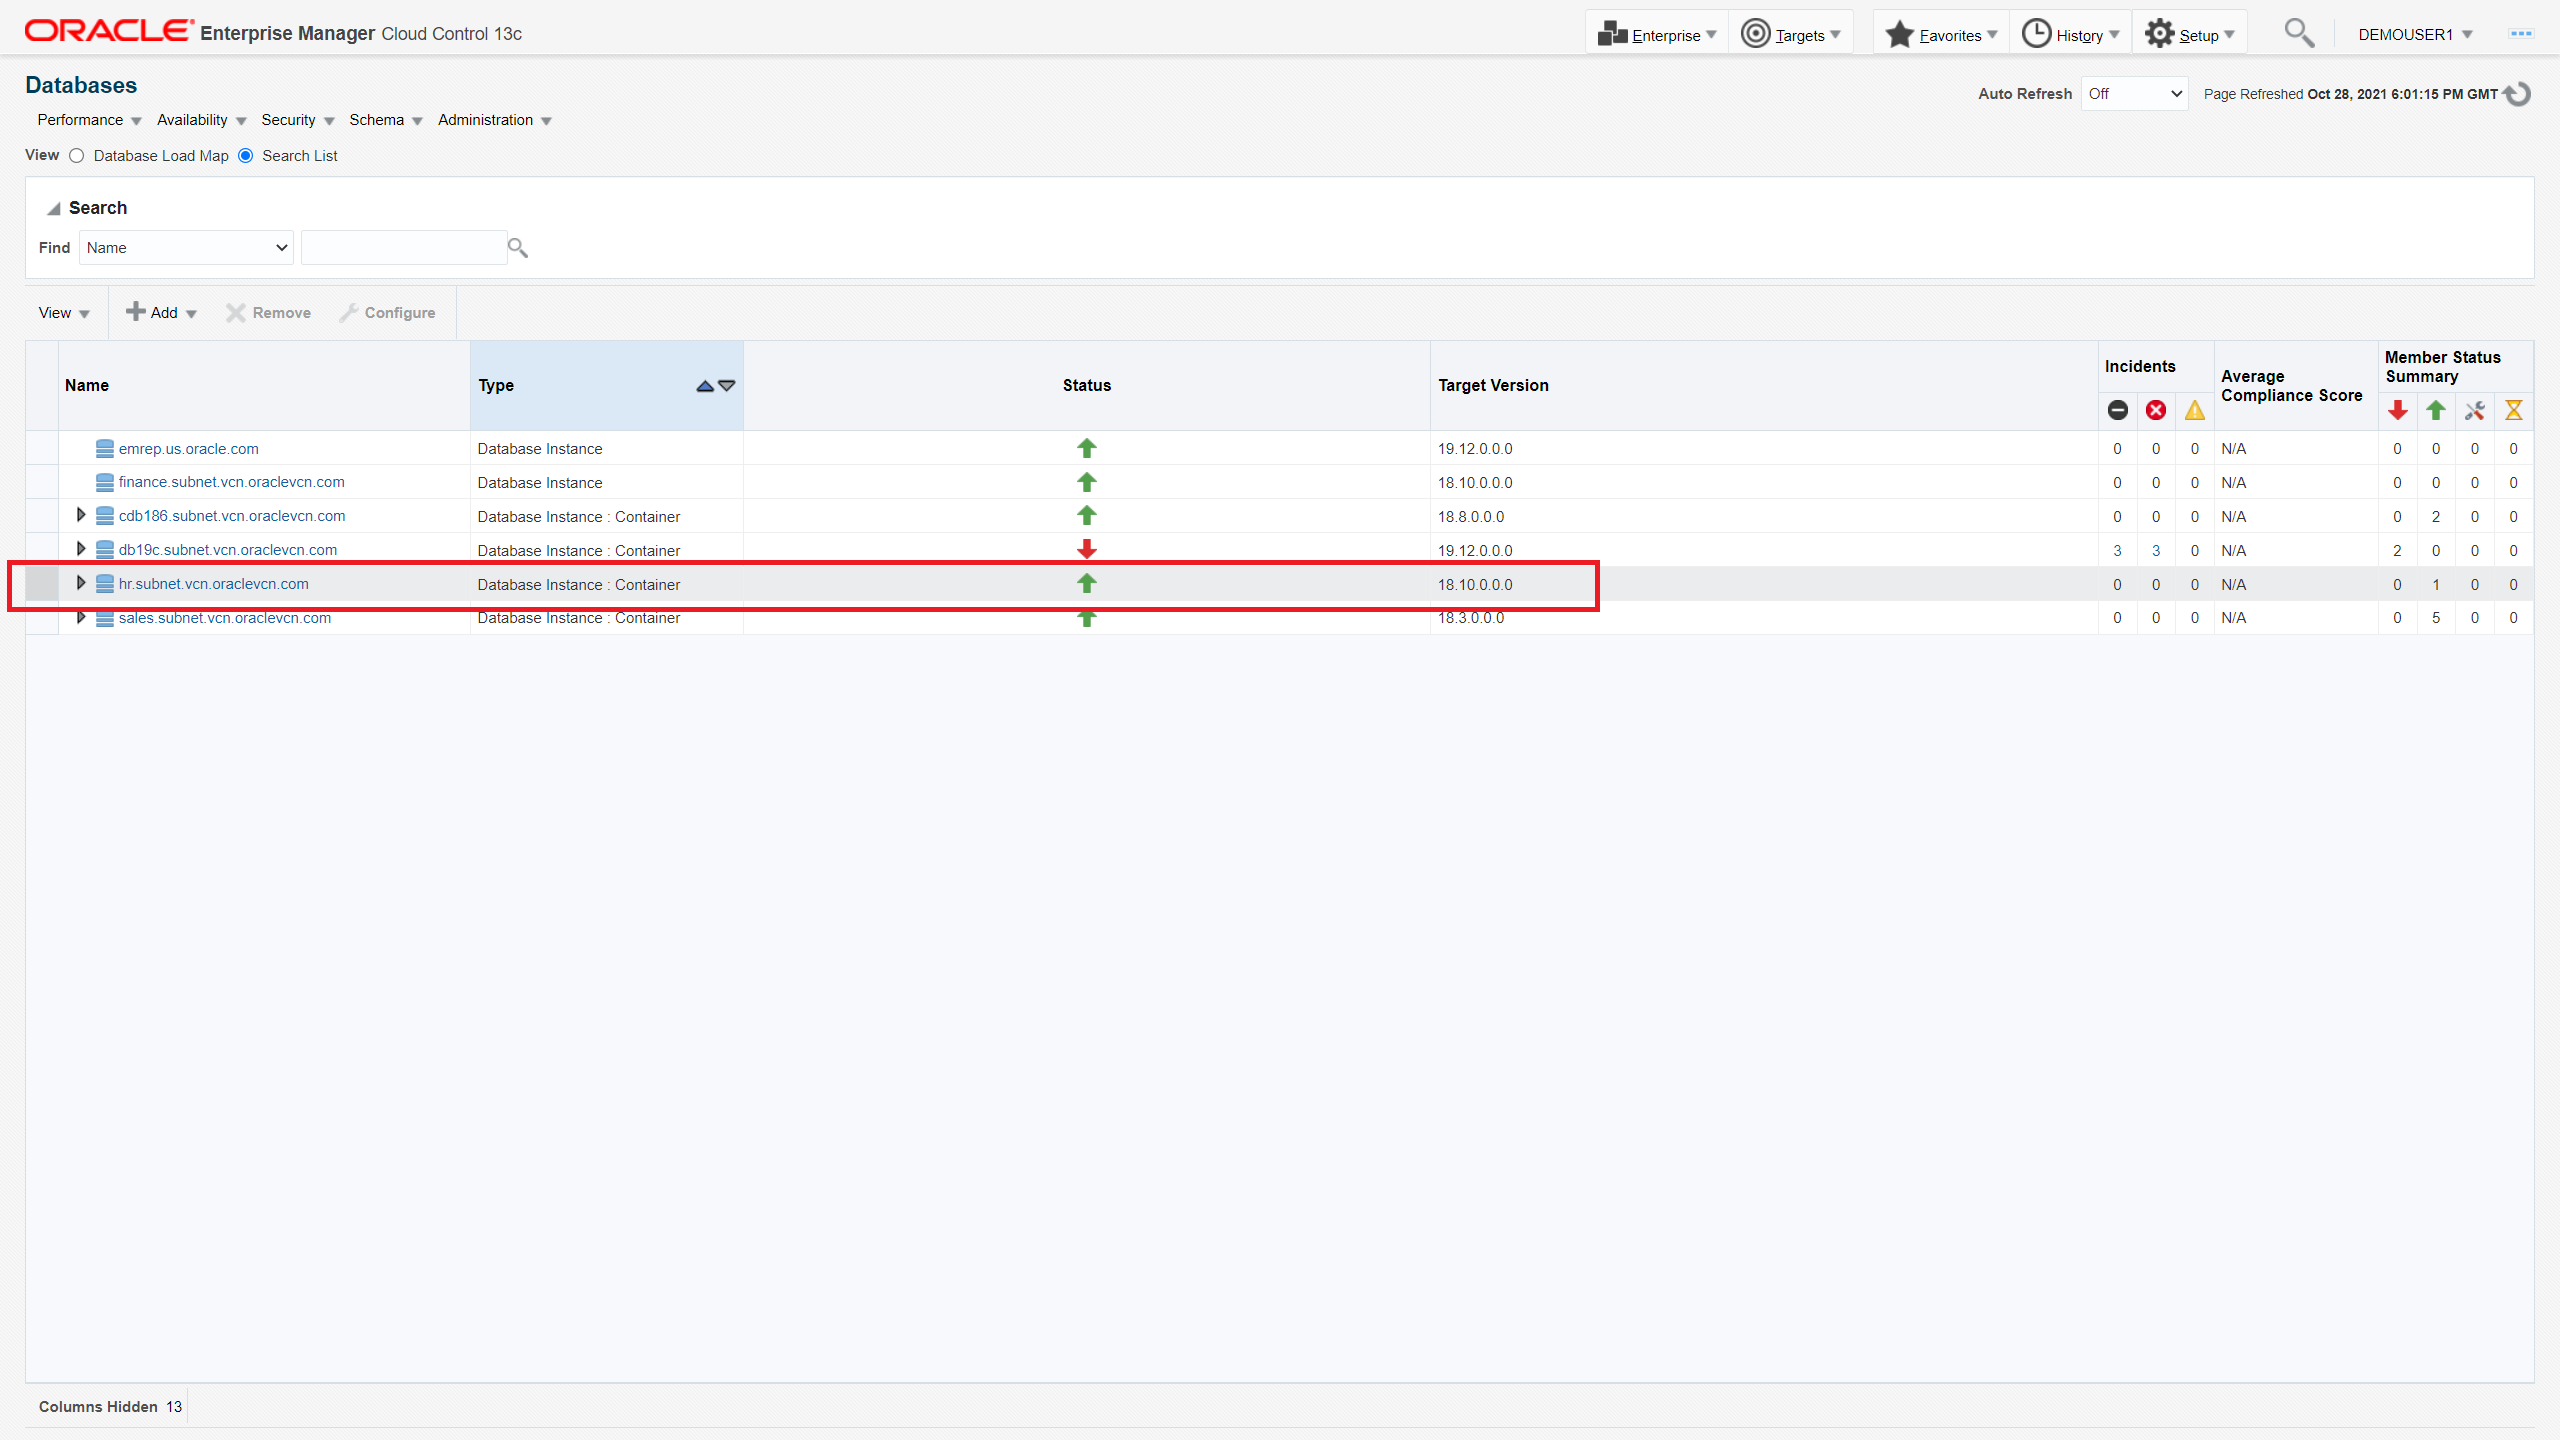 ORACLE Enterprise Manager Cloud Control 13c Enterprise Targets Favorites History Setup DEMOUSER1
Databases
Auto Refresh Off Page Refreshed Oct 28, 2021 6:01:15 PM GMT
Performance Availability Security Schema Administration
View Database Load Map Search List
Search
Find Name
View Add Remove Configure
Name Type Status Target Version Incidents Average Compliance Score Member Status Summary
emrep.us.oracle.com Database Instance 19.12.0.0.0 0 0 0 N/A 0 0 0 0
finance.subnet.vcn.oraclevcn.com Database Instance 18.10.0.0.0 0 0 0 N/A 0 0 0 0
cdb186.subnet.vcn.oraclevcn.com Database Instance : Container 18.8.0.0.0 0 0 0 N/A 0 2 0 0
db19c.subnet.vcn.oraclevcn.com Database Instance : Container 19.12.0.0.0 3 3 0 N/A 2 0 0 0
hr.subnet.vcn.oraclevcn.com Database Instance : Container 18.10.0.0.0 0 0 0 N/A 0 1 0 0
sales.subnet.vcn.oraclevcn.com Database Instance : Container 18.3.0.0.0 0 0 0 N/A 0 5 0 0
Columns Hidden 13